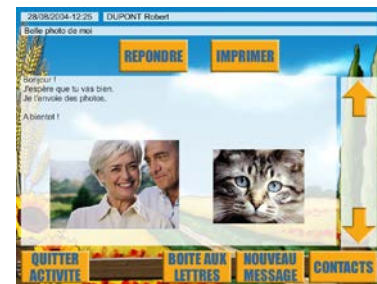 28/08/2004-12:25 DUPONT Robert
Belle photo de moi
REPONDRE IMPRIMER
Bonjour !
J'espère que tu vas bien.
Je t'envoie des photos.
A bientot !
QUITTER ACTIVITE
BOITE AUX LETTRES
NOUVEAU MESSAGE
CONTACTS